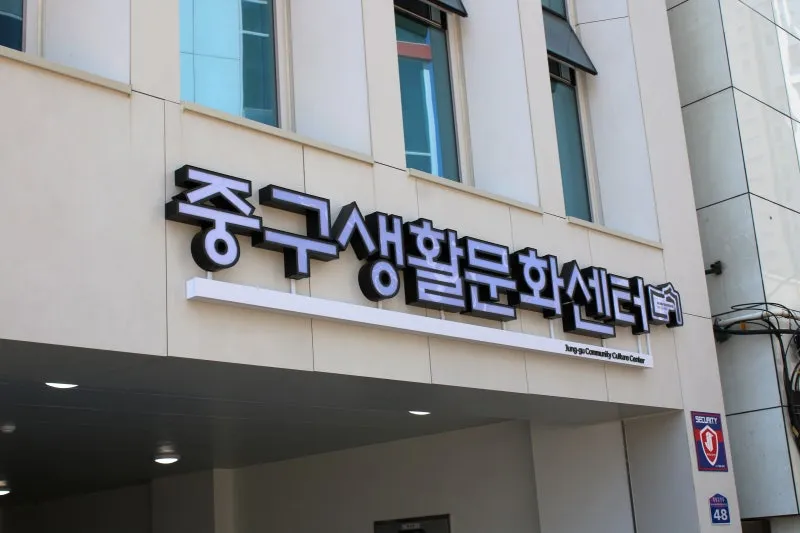 중구생활문화센터
Jung-gu Community Culture Center
SECURITY
48